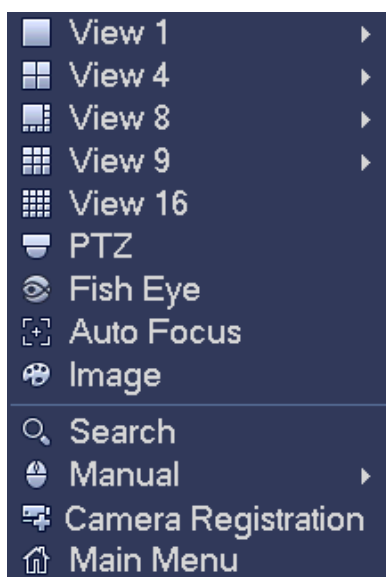 View 1
View 4
View 8
View 9
View 16
PTZ
Fish Eye
Auto Focus
Image
Search
Manual
Camera Registration
Main Menu